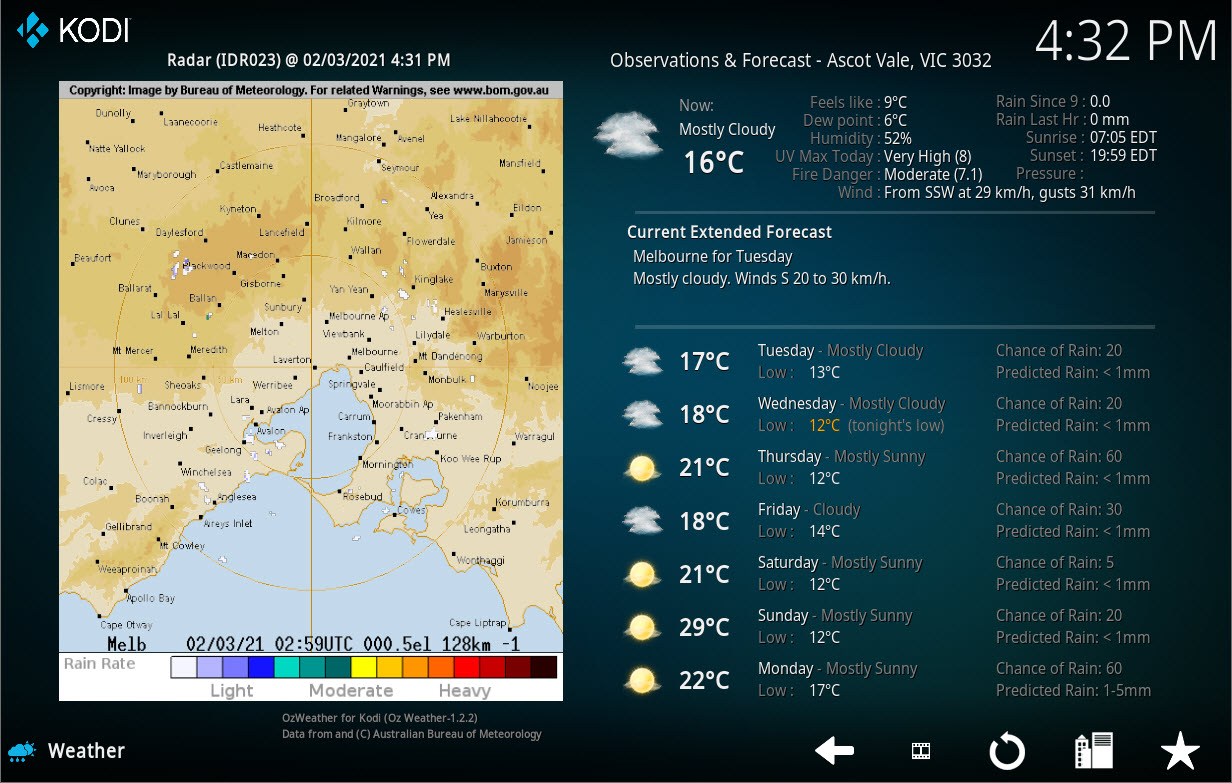 KODI
4:32 PM
Radar (IDR023) @ 02/03/2021 4:31 PM
Copyright: Image by Bureau of Meteorology. For related Warnings, see www.bom.gov.au
Graytown
Dunolly
Laanecoorie
Lake Nillahcootie
Heathcote
Mangalore
Avenel
Natte Yallock
Castlemaine
Seymour
Mansfield
Maryborough
Avoca
Broadford
Alexandra
Kyneton
Yea
Eildon
Clunes
Kilmore
Daylesford
Lancefield
Flowerdale
Jamieson
Wallan
Beaufort
Blackwood
Macedon
Buxton
Kinglake
Gisborne
Ballarat
Yan Yean
Marysville
Ballan
Sunbury
Healesville
Lal Lal
Melbourne Ap
Melton
Viewbank
Lilydale
Warburton
Mt Mercer
Meredith
Melbourne
Mt Dandenong
Laverton
Caulfield
100 km
Sheoaks
Werribee
Springvale
Monbulk
Noojee
Lismore
Lara
Moorabbin Ap
Bannockburn
Avalon Ap
Cressy
Carrum
Pakenham
Inverleigh
Avalon
Frankston
Cranbourne
Warragul
Geelong
Koo Wee Rup
Winchelsea
Mornington
Colac
Boonah
Anglesea
Rosebud
Korumburra
Cowes
Gellibrand
Aireys Inlet
Leongatha
Mt Cowley
Wonthaggi
Weeaproinah
Apollo Bay
Cape Otway
Cape Liptrap
Melb 02/03/21 02:59UTC 000.5el 128km -1
Rain Rate
Light Moderate Heavy
OzWeather for Kodi (Oz Weather-1.2.2)
Data from and (C) Australian Bureau of Meteorology
Observations & Forecast - Ascot Vale, VIC 3032
Now:
Mostly Cloudy
16°C
Feels like : 9°C
Dew point : 6°C
Humidity : 52%
UV Max Today : Very High (8)
Fire Danger : Moderate (7.1)
Wind : From SSW at 29 km/h, gusts 31 km/h
Rain Since 9 : 0.0
Rain Last Hr : 0 mm
Sunrise : 07:05 EDT
Sunset : 19:59 EDT
Pressure :
Current Extended Forecast
Melbourne for Tuesday
Mostly cloudy. Winds S 20 to 30 km/h.
17°C Tuesday - Mostly Cloudy Chance of Rain: 20
Low : 13°C Predicted Rain: < 1mm
18°C Wednesday - Mostly Cloudy Chance of Rain: 20
Low : 12°C (tonight's low) Predicted Rain: < 1mm
21°C Thursday - Mostly Sunny Chance of Rain: 60
Low : 12°C Predicted Rain: < 1mm
18°C Friday - Cloudy Chance of Rain: 30
Low : 14°C Predicted Rain: < 1mm
21°C Saturday - Mostly Sunny Chance of Rain: 5
Low : 12°C Predicted Rain: < 1mm
29°C Sunday - Mostly Sunny Chance of Rain: 20
Low : 12°C Predicted Rain: < 1mm
22°C Monday - Mostly Sunny Chance of Rain: 60
Low : 17°C Predicted Rain: 1-5mm
Weather